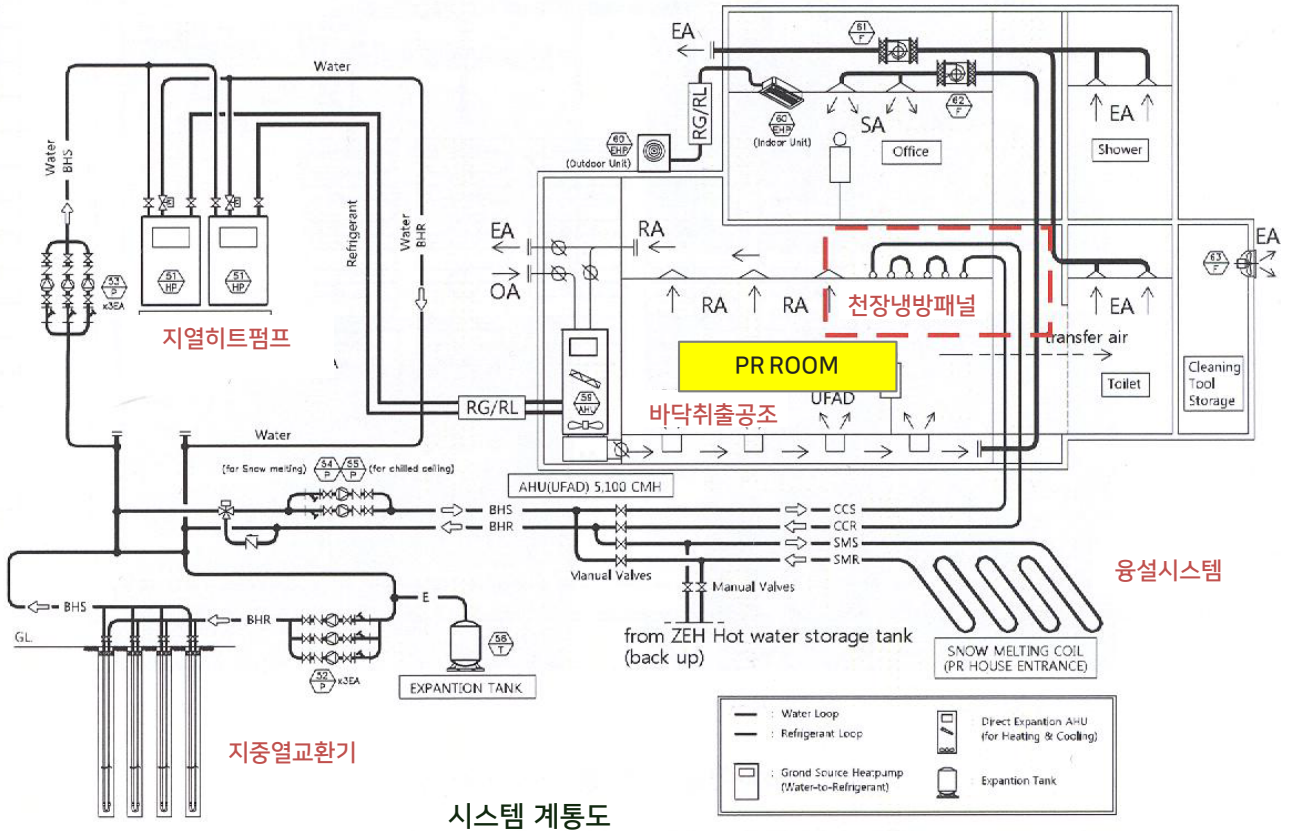 EA
61
F
Water
62
F
RG/RL
60
EHP
(Indoor Unit)
SA
EA
60
EHP
(Outdoor Unit)
Office
Shower
Water
BHS
Refrigerant
Water
BHR
EA
RA
OA
EA
63
F
53
P
x3EA
51
HP
51
HP
지열히트펌프
RA
RA
천장냉방패널
EA
transfer air
PR ROOM
UFAD
바닥취출공조
59
AHU
Toilet
Cleaning
Tool
Storage
RG/RL
Water
(for Snow melting)
54
P
55
P
(for chilled ceiling)
AHU(UFAD) 5,100 CMH
BHS
CCS
BHR
CCR
SMS
SMR
Manual Valves
Manual Valves
융설시스템
BHS
BHR
E
GL
58
T
52
P
x3EA
EXPANTION TANK
from ZEH Hot water storage tank
(back up)
SNOW MELTING COIL
(PR HOUSE ENTRANCE)
지중열교환기
: Water Loop
: Refrigerant Loop
: Grond Source Heatpump
(Water-to-Refrigerant)
: Direct Expantion AHU
(for Heating & Cooling)
: Expantion Tank
시스템 계통도